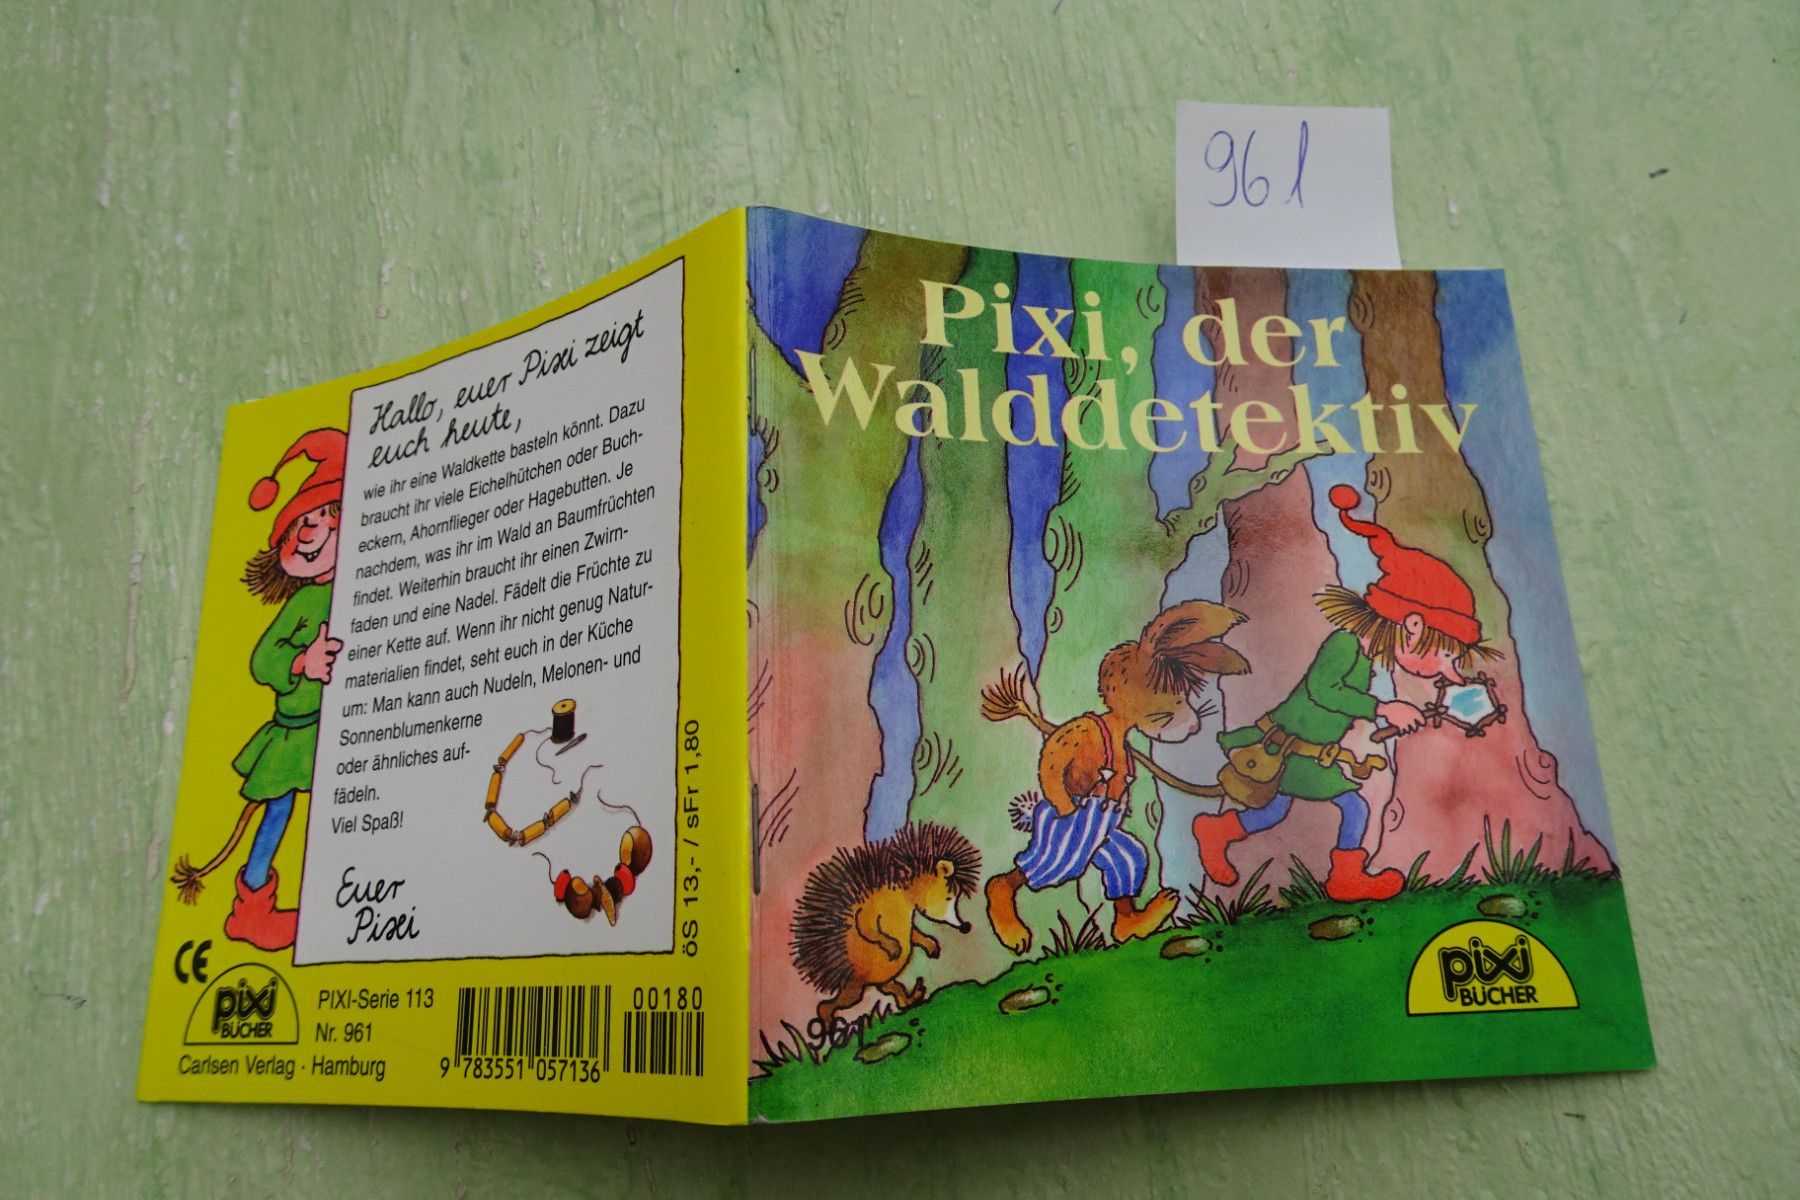 96 1
Pixi, der
Walddetektiv
pixi
BÜCHER
961
Hallo, euer Pixi zeigt
euch heute,
wie ihr eine Waldkette basteln könnt. Dazu
braucht ihr viele Eichelhütchen oder Buch-
eckern, Ahornflieger oder Hagebutten. Je
nachdem, was ihr im Wald an Baumfrüchten
findet. Weiterhin braucht ihr einen Zwirn-
faden und eine Nadel. Fädelt die Früchte zu
einer Kette auf. Wenn ihr nicht genug Natur-
materialien findet, seht euch in der Küche
um: Man kann auch Nudeln, Melonen- und
Sonnenblumenkerne
oder ähnliches auf-
fädeln.
Viel Spaß!
Euer
Pixi
öS 13,- / sFr 1,80
CE
pixi
BÜCHER
PIXI-Serie 113
Nr. 961
Carlsen Verlag · Hamburg
00180
9 783551 057136